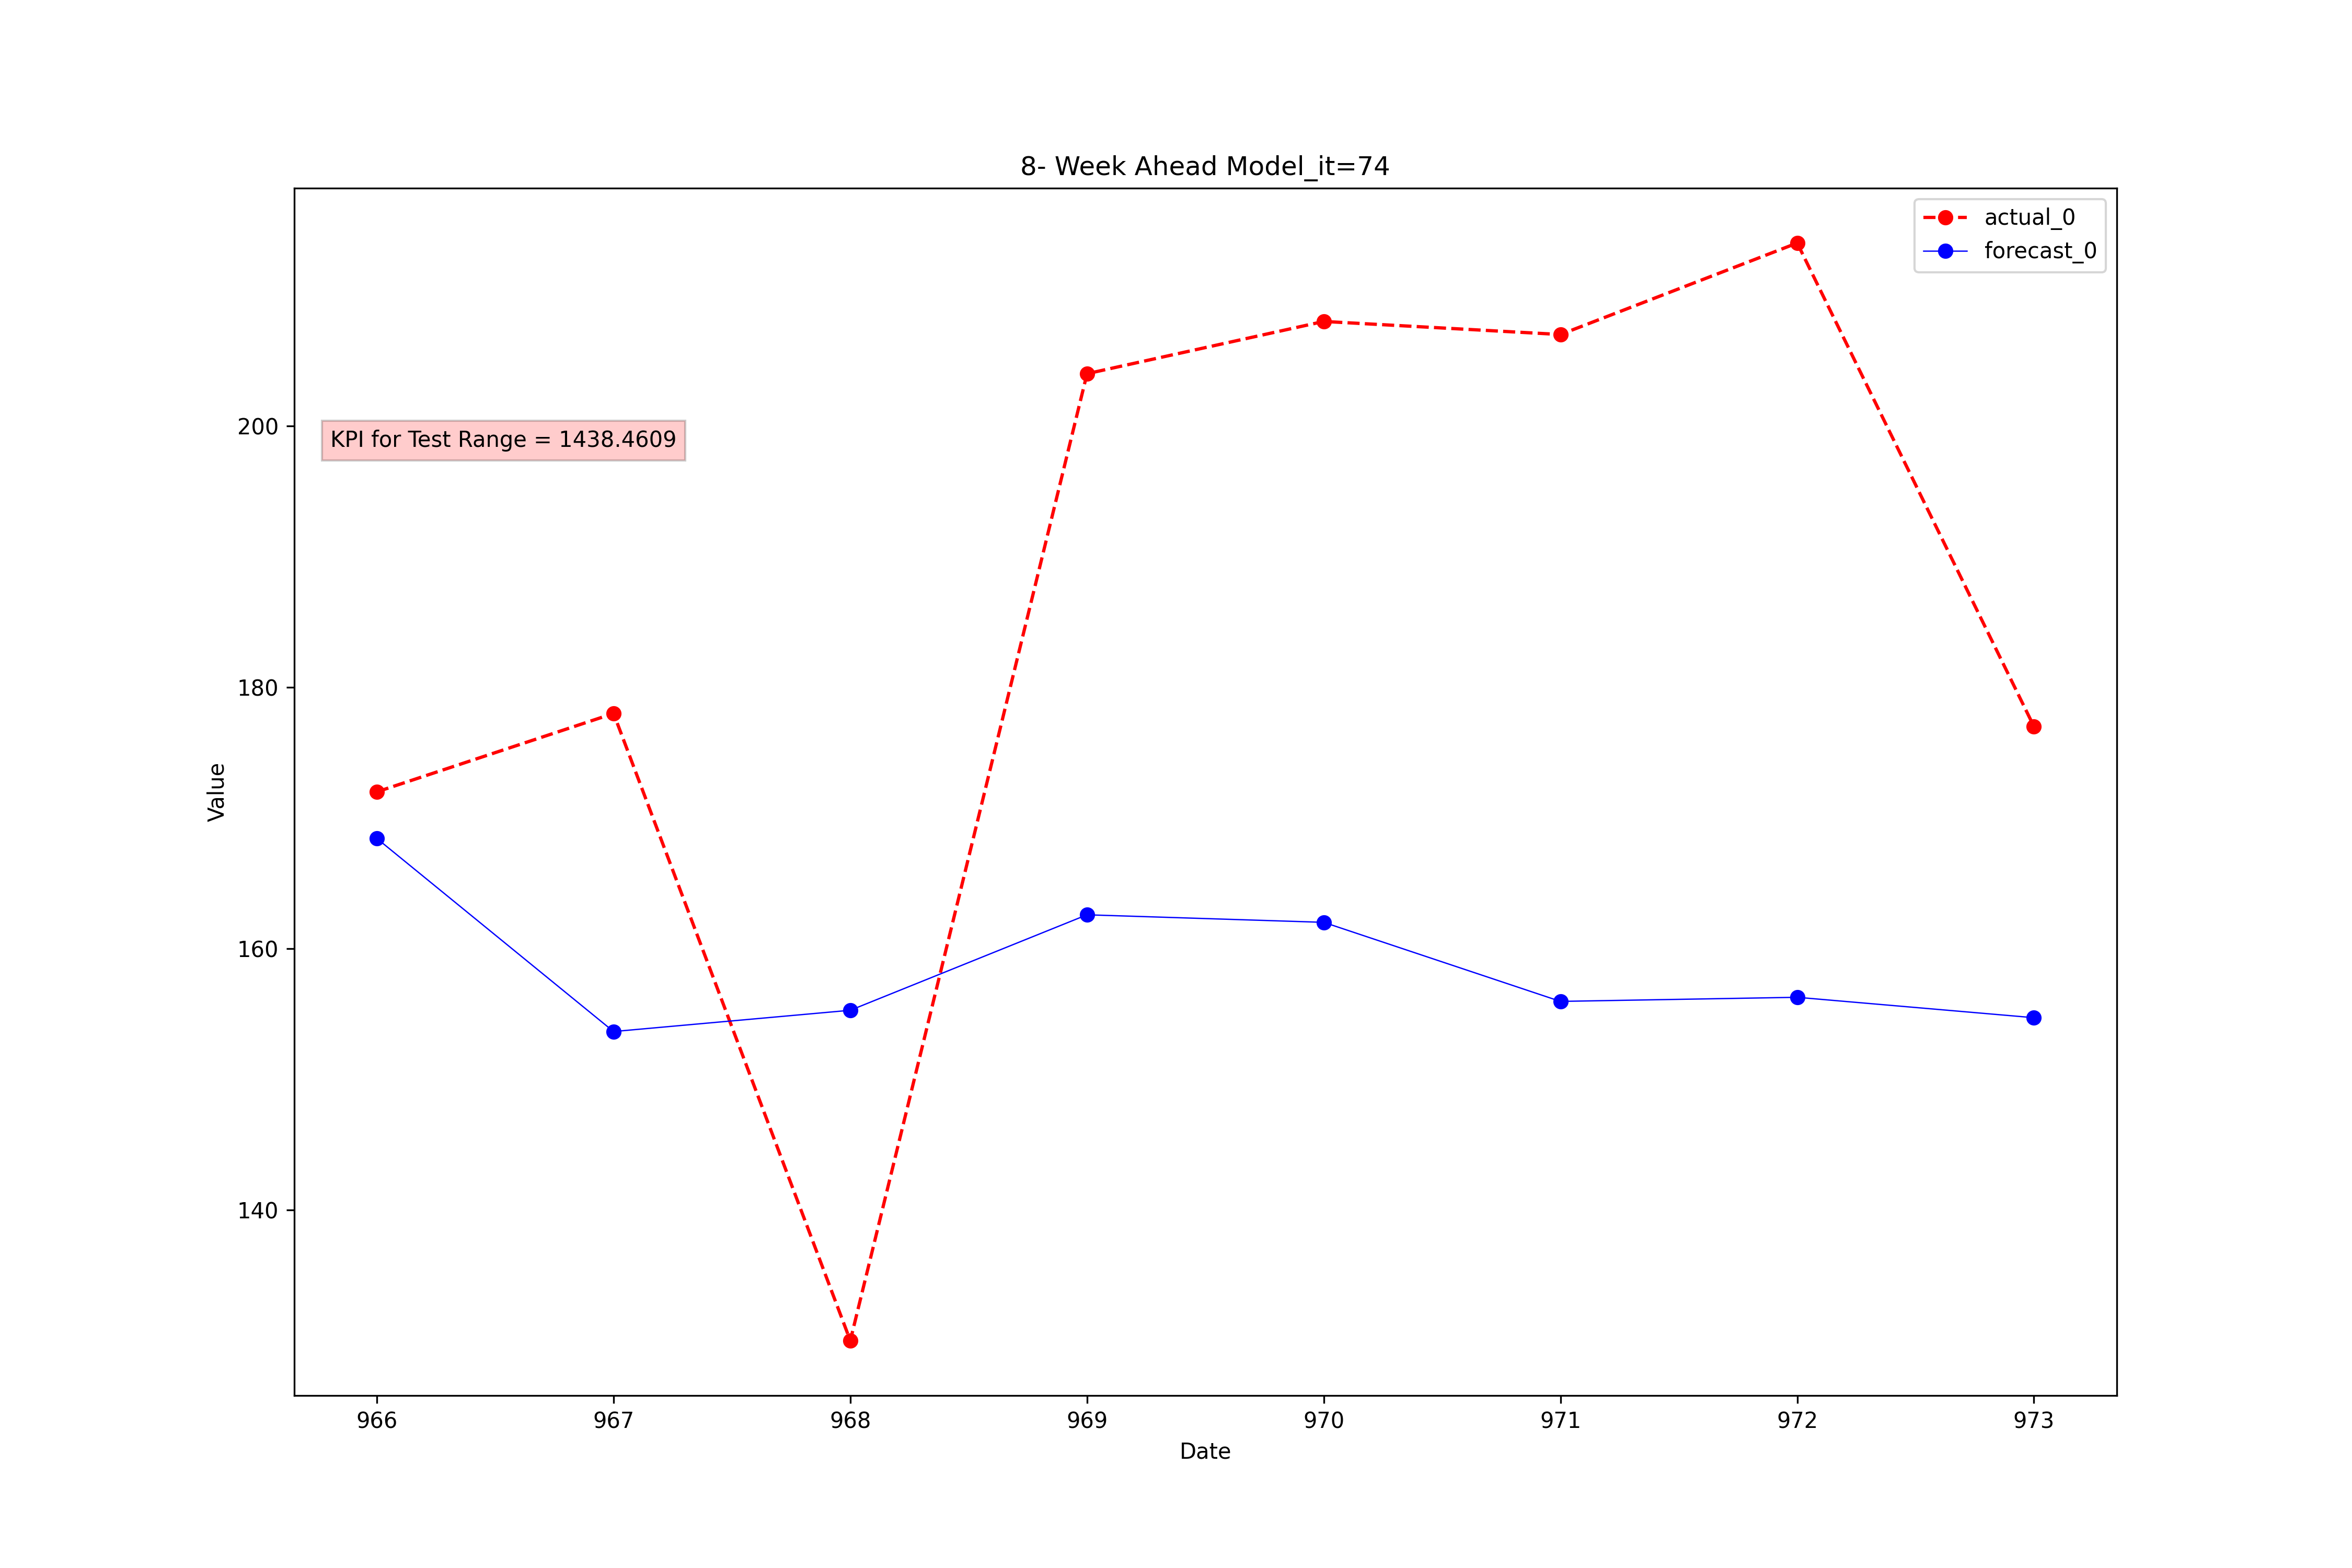 8- Week Ahead Model_it=74
actual_0
forecast_0
KPI for Test Range = 1438.4609
200
180
160
140
Value
966 967 968 969 970 971 972 973
Date